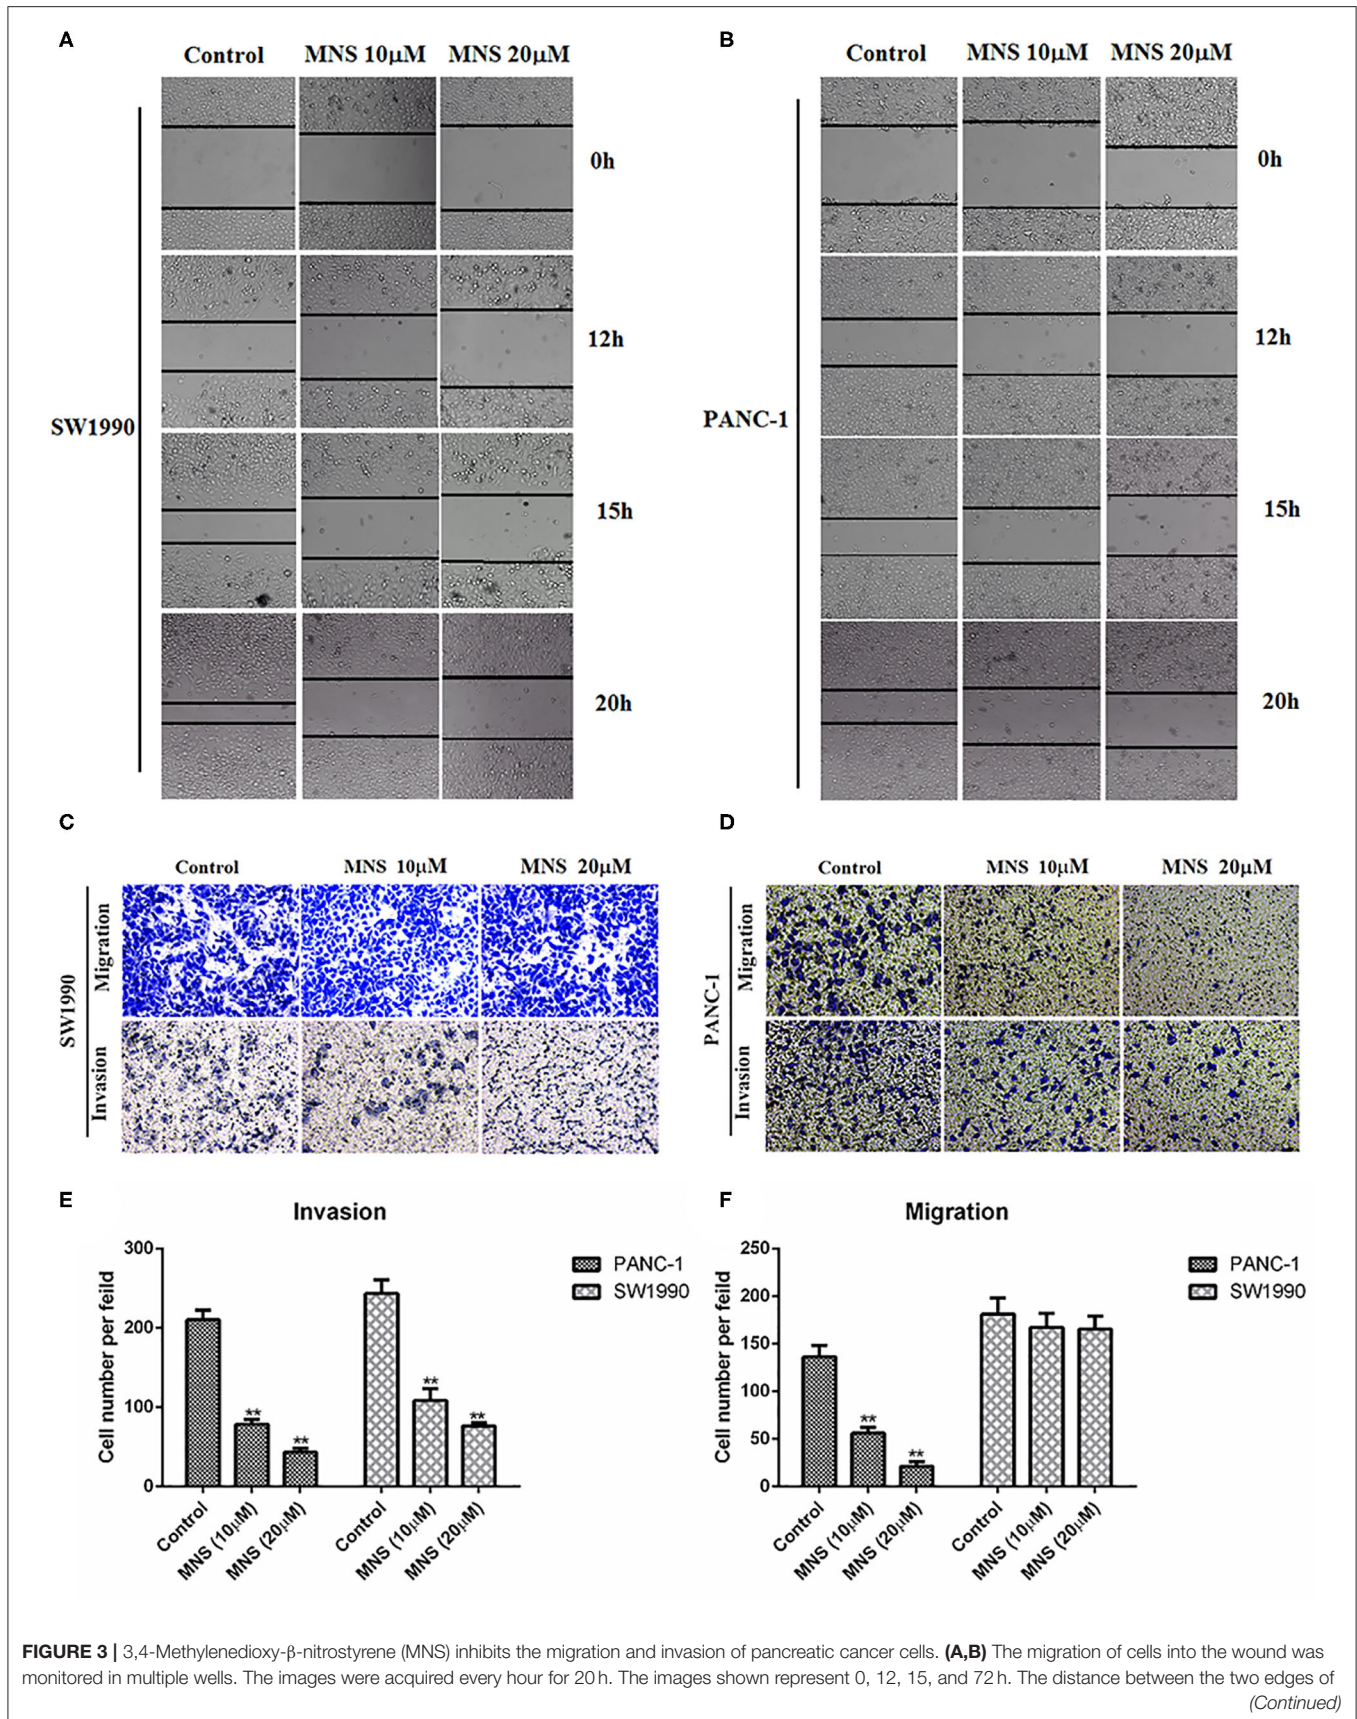 A
Control MNS 10μM MNS 20μM
0h
12h
SW1990
15h
20h
B
Control MNS 10μM MNS 20μM
0h
12h
PANC-1
15h
20h
C
Control MNS 10μM MNS 20μM
SW1990
Migration
Invasion
D
Control MNS 10μM MNS 20μM
PANC-1
Migration
Invasion
E
Invasion
Cell number per feild
300
200
100
0
** ** ** **
Control MNS (10μM) MNS (20μM) Control MNS (10μM) MNS (20μM)
PANC-1
SW1990
F
Migration
Cell number per feild
250
200
150
100
50
0
** **
Control MNS (10μM) MNS (20μM) Control MNS (10μM) MNS (20μM)
PANC-1
SW1990
FIGURE 3 | 3,4-Methylenedioxy-β-nitrostyrene (MNS) inhibits the migration and invasion of pancreatic cancer cells. (A,B) The migration of cells into the wound was
monitored in multiple wells. The images were acquired every hour for 20 h. The images shown represent 0, 12, 15, and 72 h. The distance between the two edges of
(Continued)